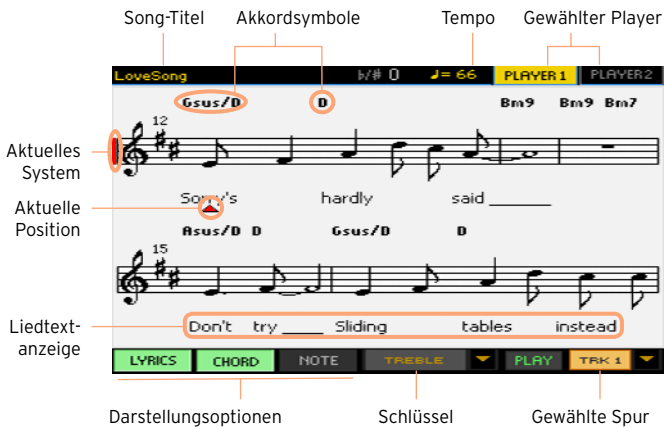 Song-Titel Akkordsymbole Tempo Gewählter Player
LoveSong ♭/# 0 ♩= 66 PLAYER 1 PLAYER 2
Gsus/D D Bm9 Bm9 Bm7
12
Aktuelles
System
Sorry's hardly said ______
Aktuelle
Position
Asus/D D Gsus/D D
15
Liedtext-
anzeige
Don't try ____ Sliding tables instead
LYRICS CHORD NOTE TREBLE PLAY TRK 1
Darstellungsoptionen Schlüssel Gewählte Spur